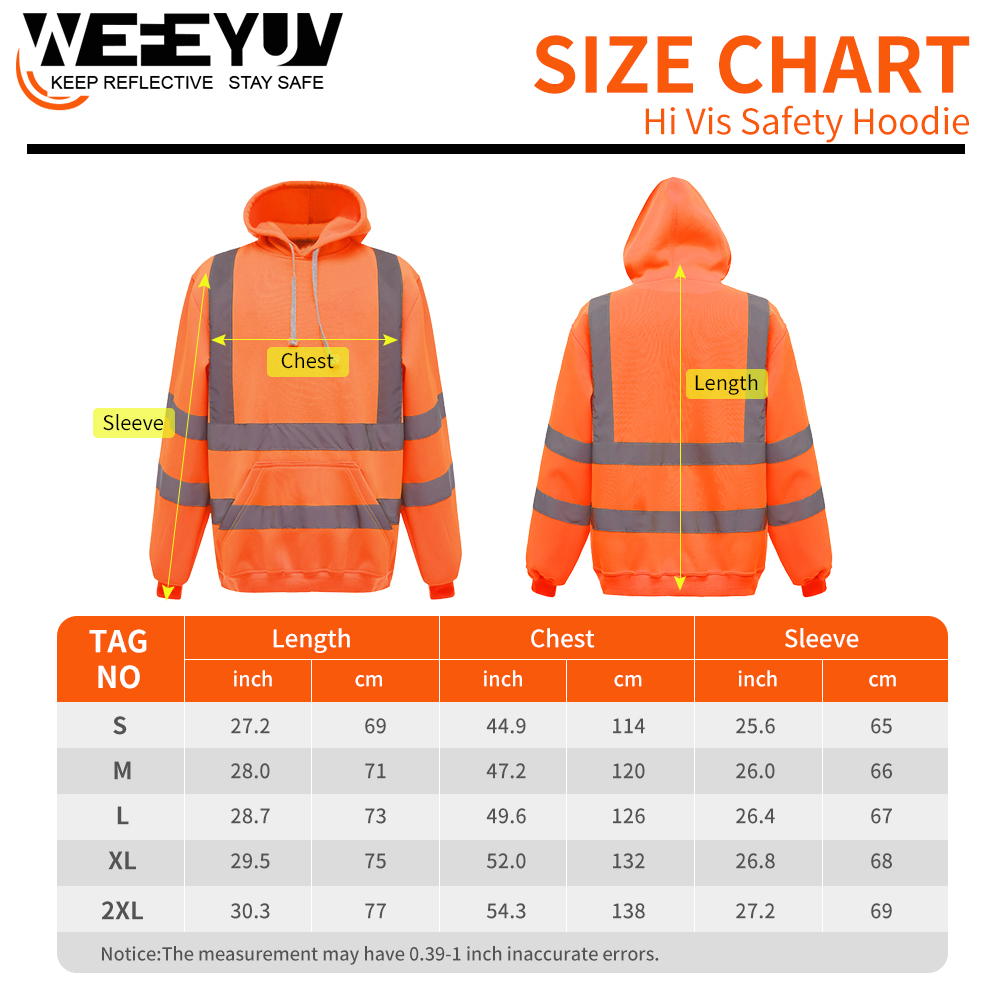 WEFEYUV
KEEP REFLECTIVE STAY SAFE
SIZE CHART
Hi Vis Safety Hoodie
Chest
Sleeve
Length
TAG NO Length Chest Sleeve
inch cm inch cm inch cm
S 27.2 69 44.9 114 25.6 65
M 28.0 71 47.2 120 26.0 66
L 28.7 73 49.6 126 26.4 67
XL 29.5 75 52.0 132 26.8 68
2XL 30.3 77 54.3 138 27.2 69
Notice:The measurement may have 0.39-1 inch inaccurate errors.